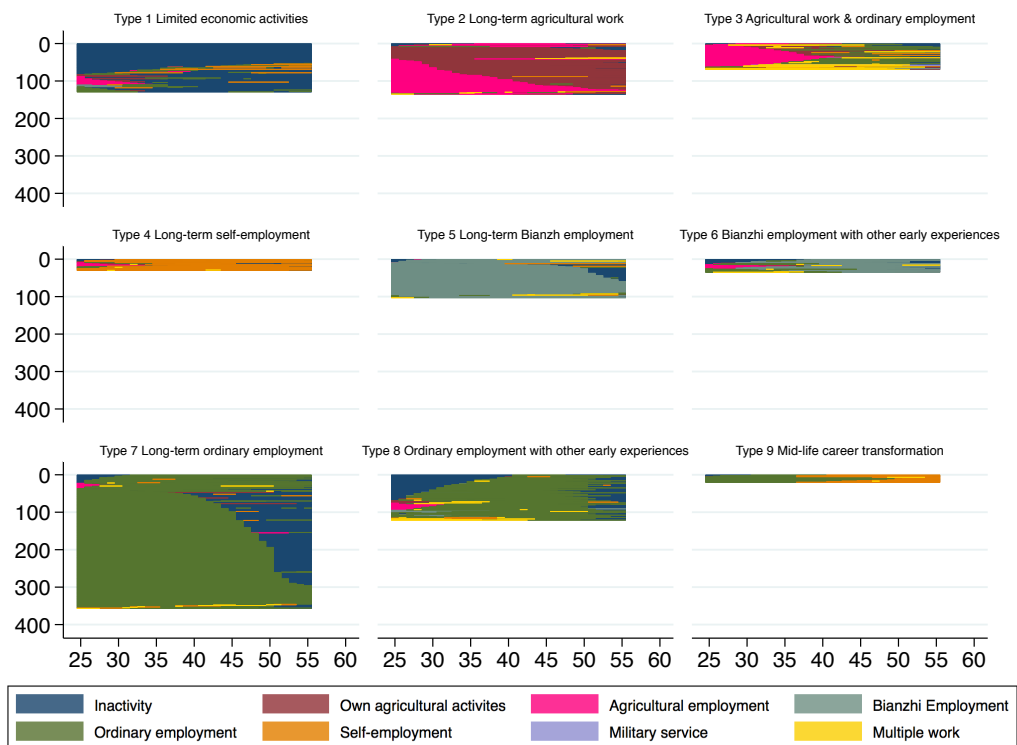 Type 1 Limited economic activities
Type 2 Long-term agricultural work
Type 3 Agricultural work & ordinary employment
0
100
200
300
400
Type 4 Long-term self-employment
Type 5 Long-term Bianzh employment
Type 6 Bianzhi employment with other early experiences
0
100
200
300
400
Type 7 Long-term ordinary employment
Type 8 Ordinary employment with other early experiences
Type 9 Mid-life career transformation
0
100
200
300
400
25 30 35 40 45 50 55 60
25 30 35 40 45 50 55 60
25 30 35 40 45 50 55 60
Inactivity
Own agricultural activites
Agricultural employment
Bianzhi Employment
Ordinary employment
Self-employment
Military service
Multiple work